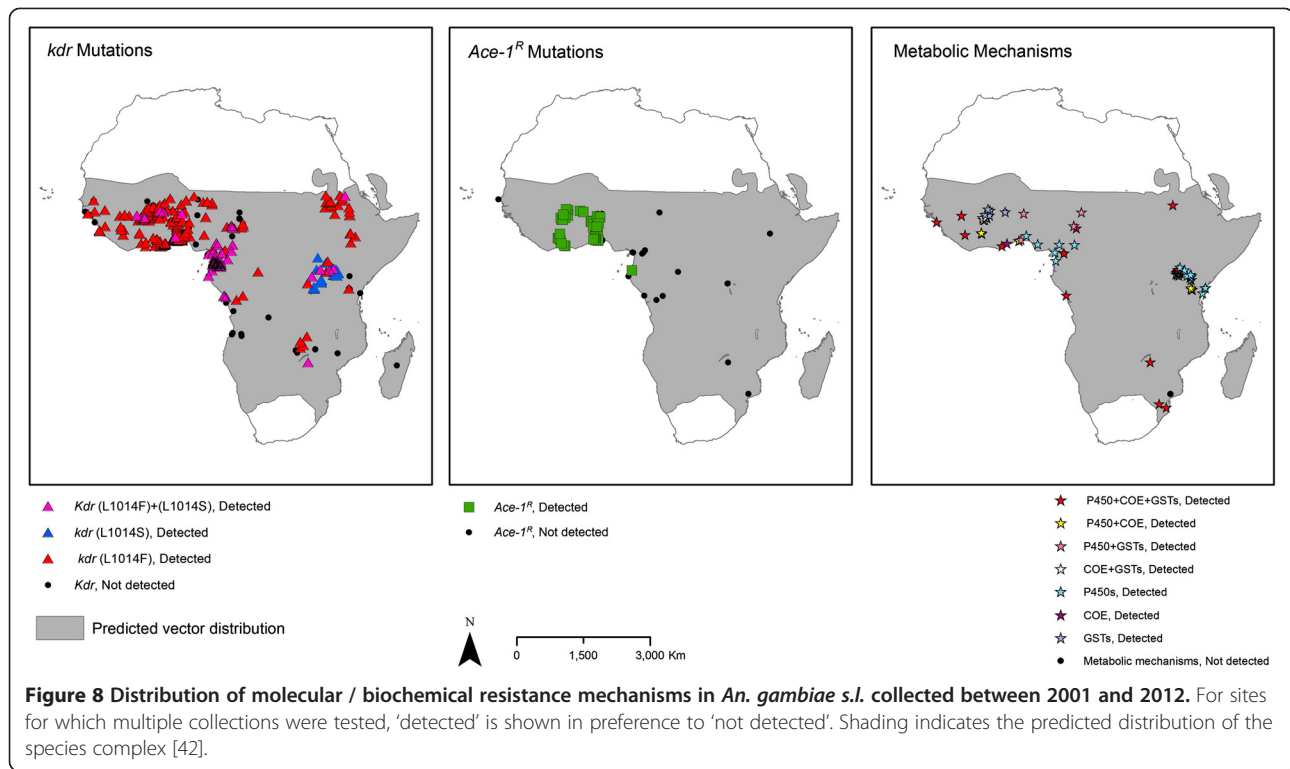 kdr Mutations
Ace-1R Mutations
Metabolic Mechanisms
Kdr (L1014F)+(L1014S), Detected
kdr (L1014S), Detected
kdr (L1014F), Detected
Kdr, Not detected
Predicted vector distribution
Ace-1R, Detected
Ace-1R, Not detected
N
0 1,500 3,000 Km
P450+COE+GSTs, Detected
P450+COE, Detected
P450+GSTs, Detected
COE+GSTs, Detected
P450s, Detected
COE, Detected
GSTs, Detected
Metabolic mechanisms, Not detected
Figure 8 Distribution of molecular / biochemical resistance mechanisms in An. gambiae s.l. collected between 2001 and 2012. For sites
for which multiple collections were tested, ‘detected’ is shown in preference to ‘not detected’. Shading indicates the predicted distribution of the
species complex [42].